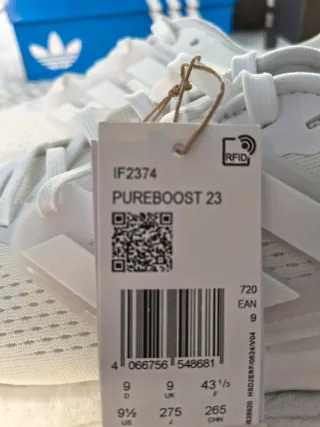 RFID
IF2374
PUREBOOST 23
720
EAN
9
4 066756 548681
9 9 43 1/3
D UK F
9½ 275 265
US J CHN